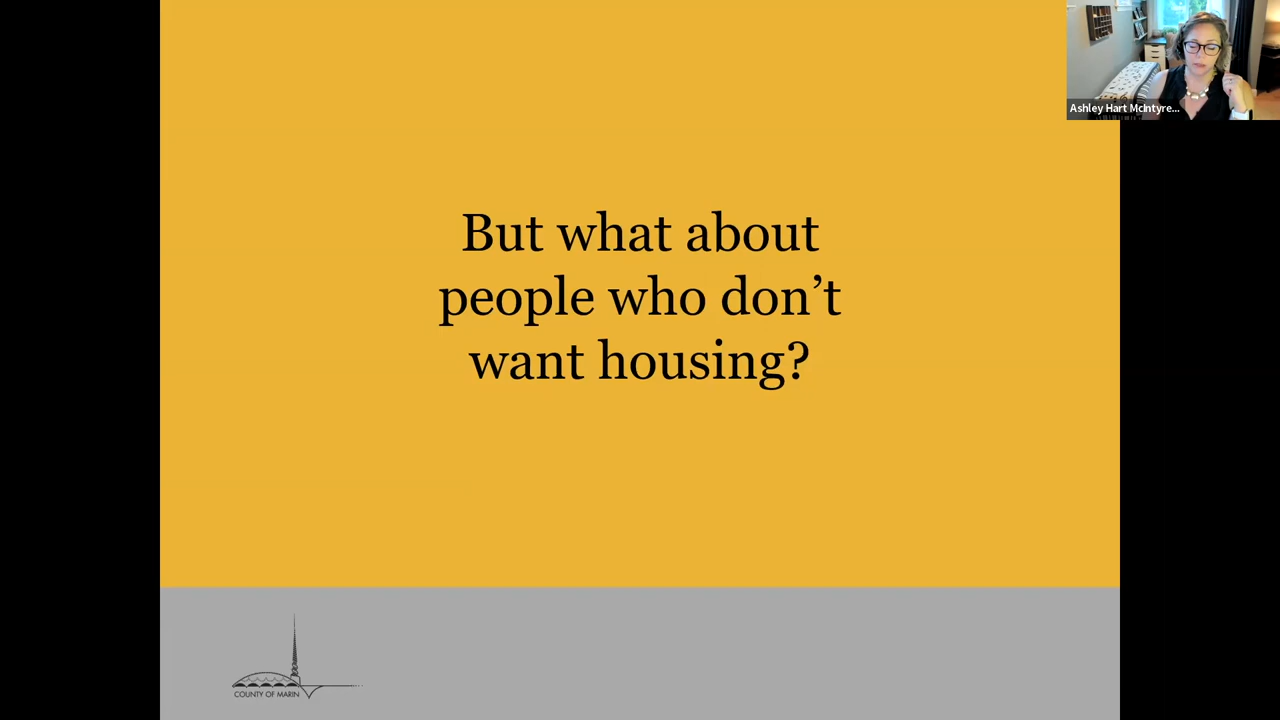 Ashley Hart McIntyre...
But what about
people who don’t
want housing?
COUNTY OF MARIN